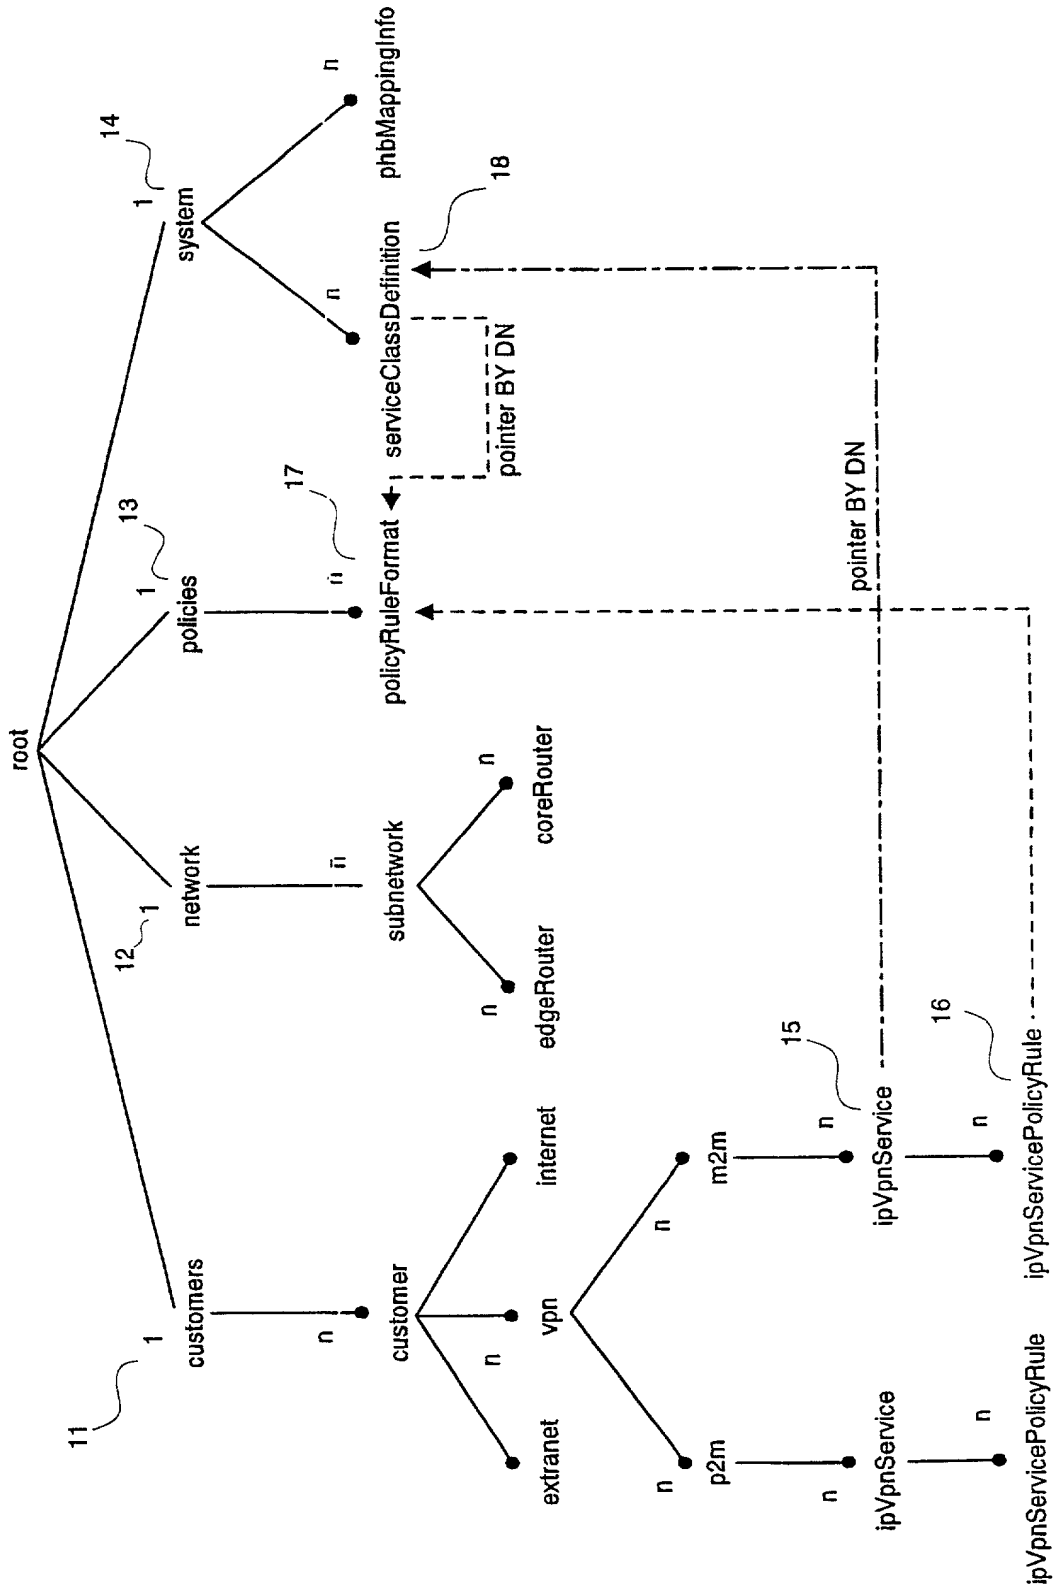 root
11
1
customers
12
1
network
13
1
policies
14
1
system
n
customer
n
subnetwork
n
policyRuleFormat
17
n
serviceClassDefinition
18
n
phbMappingInfo
pointer BY DN
extranet
n
vpn
internet
n
edgeRouter
n
coreRouter
n
p2m
n
m2m
n
ipVpnService
n
ipVpnService
15
pointer BY DN
n
ipVpnServicePolicyRule
n
ipVpnServicePolicyRule
16